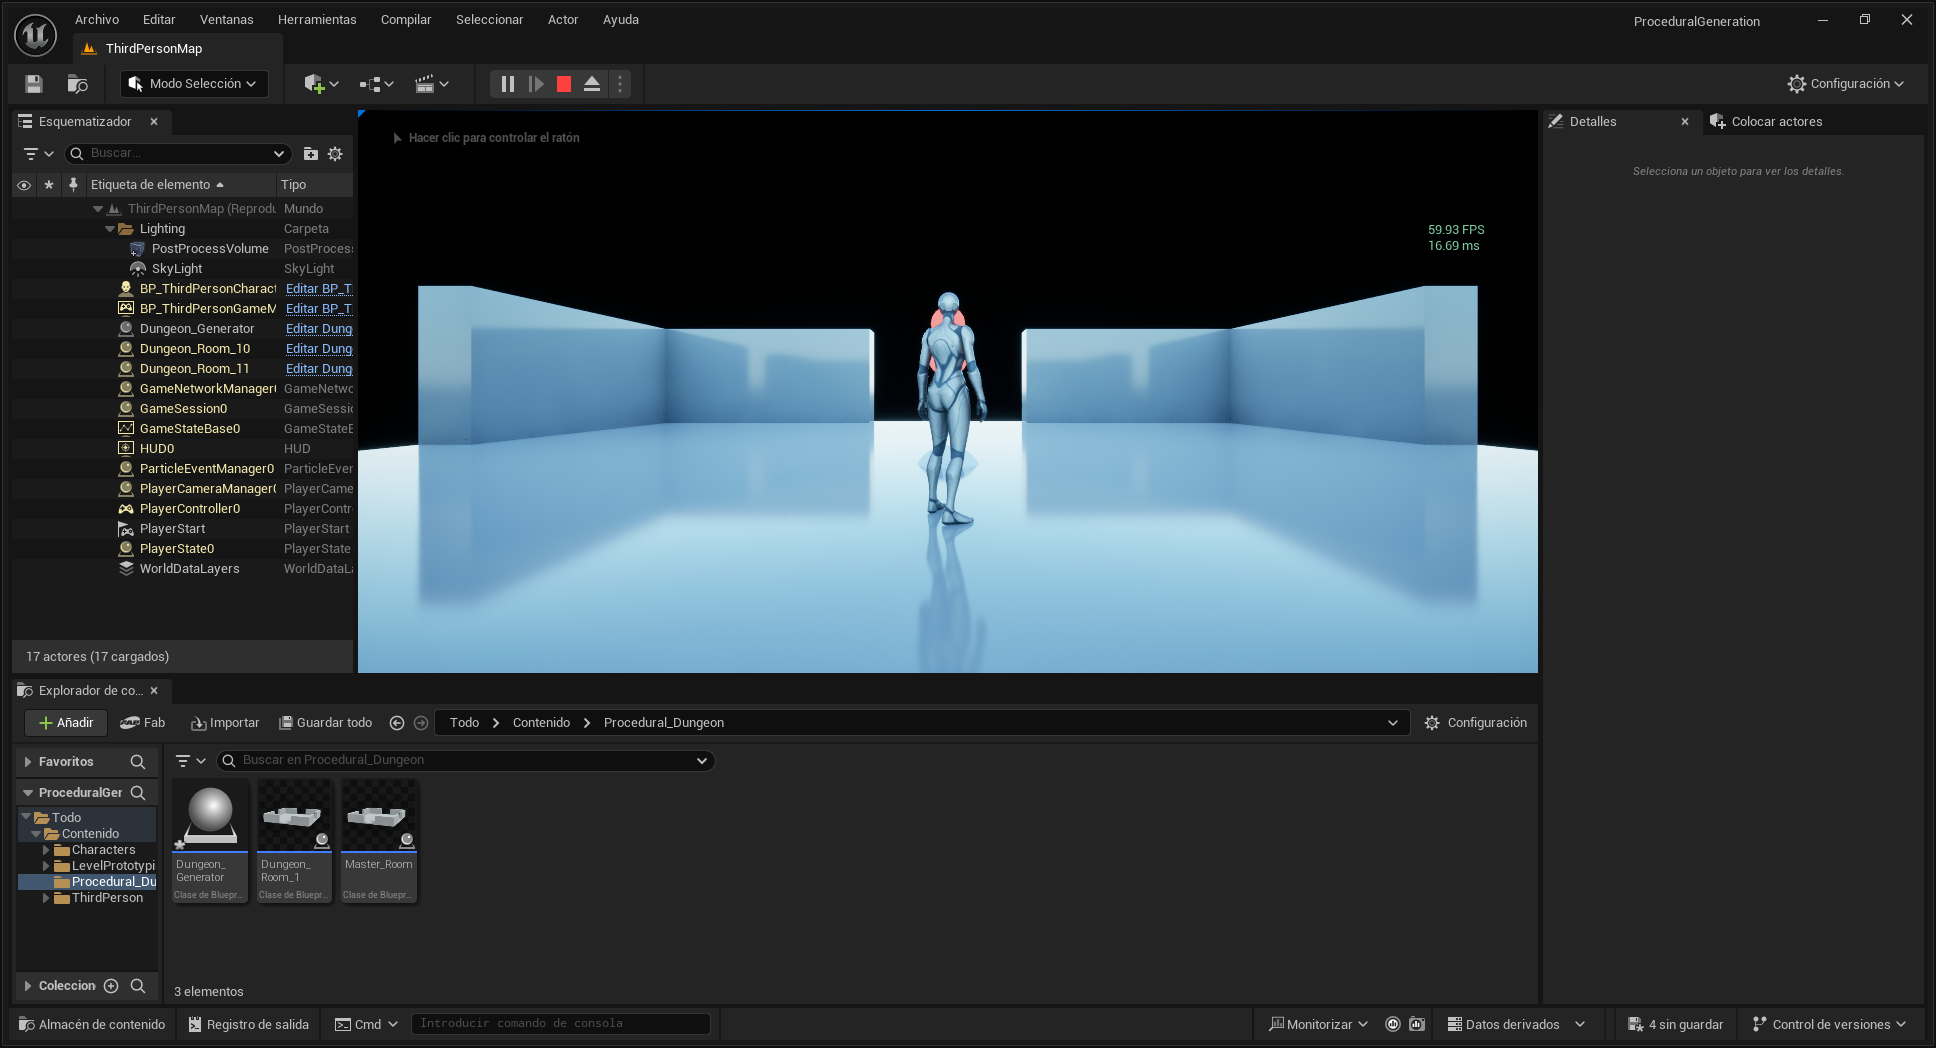 Archivo Editar Ventanas Herramientas Compilar Seleccionar Actor Ayuda
ProceduralGeneration
ThirdPersonMap
Modo Selección
Configuración
Esquematizador
Buscar...
Etiqueta de elemento Tipo
ThirdPersonMap (Reprodu Mundo
Lighting Carpeta
PostProcessVolume PostProcess
SkyLight SkyLight
BP_ThirdPersonCharact Editar BP_T
BP_ThirdPersonGameM Editar BP_T
Dungeon_Generator Editar Dung
Dungeon_Room_10 Editar Dung
Dungeon_Room_11 Editar Dung
GameNetworkManager( GameNetwo
GameSession0 GameSessio
GameStateBase0 GameStateB
HUD0 HUD
ParticleEventManager0 ParticleEver
PlayerCameraManager( PlayerCame
PlayerController0 PlayerContr
PlayerStart PlayerStart
PlayerState0 PlayerState
WorldDataLayers WorldDataLa
17 actores (17 cargados)
Hacer clic para controlar el ratón
59.93 FPS
16.69 ms
Detalles
Colocar actores
Selecciona un objeto para ver los detalles.
Explorador de co...
Añadir Fab Importar Guardar todo Todo Contenido Procedural_Dungeon Configuración
Favoritos
ProceduralGer
Todo
Contenido
Characters
LevelPrototypi
Procedural_Du
ThirdPerson
Coleccion
Buscar en Procedural_Dungeon
Dungeon_
Generator
Clase de Bluepr...
Dungeon_
Room_1
Clase de Bluepr...
Master_Room
Clase de Bluepr...
3 elementos
Almacén de contenido Registro de salida Cmd Introducir comando de consola Monitorizar Datos derivados 4 sin guardar Control de versiones